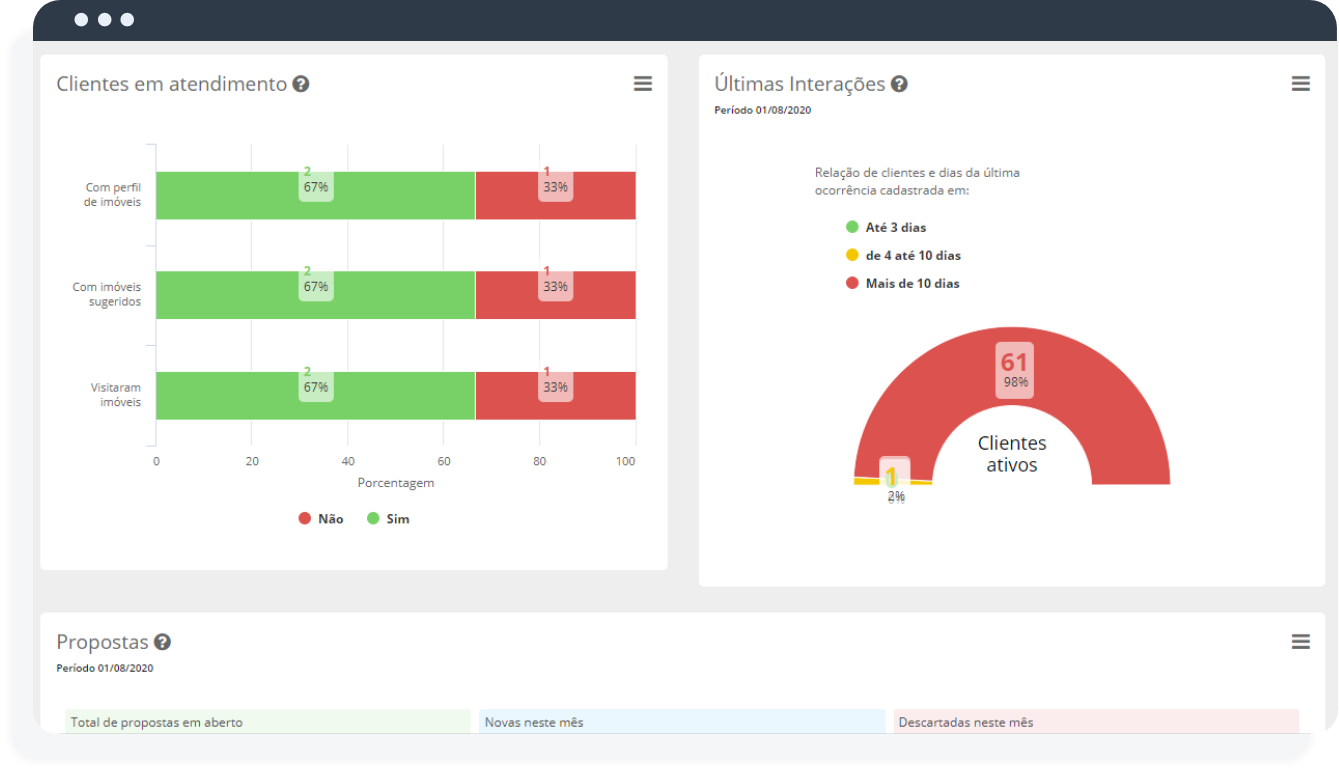 Clientes em atendimento
2
67%
1
33%
Com perfil
de imóveis
2
67%
1
33%
Com imóveis
sugeridos
2
67%
1
33%
Visitaram
imóveis
0
20
40
60
80
100
Porcentagem
Não
Sim
Últimas Interações
Período 01/08/2020
Relação de clientes e dias da última
ocorrência cadastrada em:
Até 3 dias
de 4 até 10 dias
Mais de 10 dias
61
98%
Clientes
ativos
1
2%
Propostas
Período 01/08/2020
Total de propostas em aberto
Novas neste mês
Descartadas neste mês